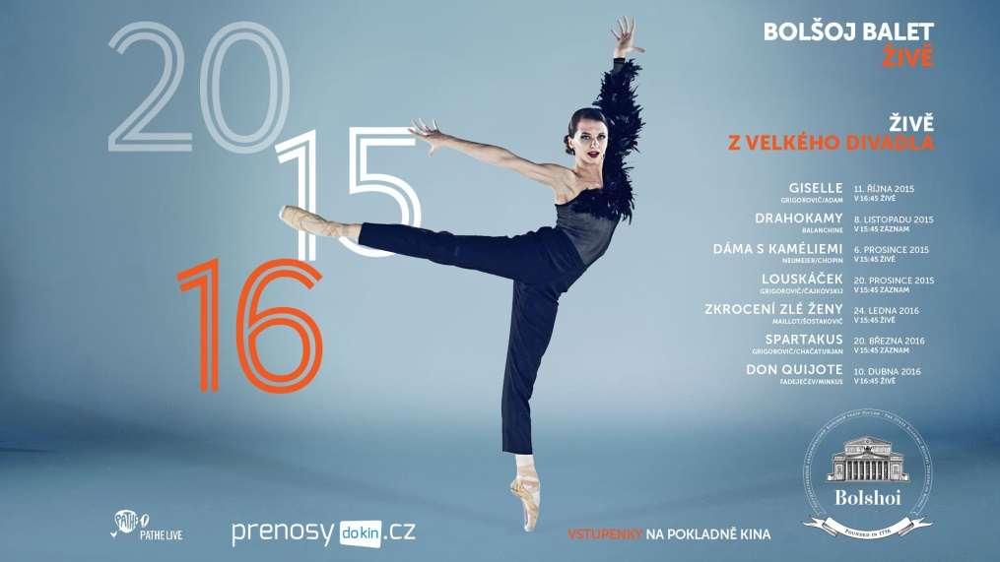 20
15
16
BOLŠOJ BALET
ŽIVĚ
ŽIVĚ
Z VELKÉHO DIVADLA
GISELLE
GRIGOROVIČ/ADAM
11. ŘÍJNA 2015
V 16:45 ŽIVĚ
DRAHOKAMY
BALANCHINE
8. LISTOPADU 2015
V 15:45 ZÁZNAM
DÁMA S KAMÉLIEMI
NEUMEIER/CHOPIN
6. PROSINCE 2015
V 15:45 ŽIVĚ
LOUSKÁČEK
GRIGOROVIČ/ČAJKOVSKIJ
20. PROSINCE 2015
V 15:45 ZÁZNAM
ZKROCENÍ ZLÉ ŽENY
MAILLOT/ŠOSTAKOVIČ
24. LEDNA 2016
V 15:45 ŽIVĚ
SPARTAKUS
GRIGOROVIČ/CHAČATURJAN
20. BŘEZNA 2016
V 15:45 ZÁZNAM
DON QUIJOTE
FADĚJEČEV/MINKUS
10. DUBNA 2016
V 16:45 ŽIVĚ
Bolshoi
FOUNDED IN 1776
PATHÉ
PATHE LIVE
prenosy do kin .cz
VSTUPENKY NA POKLADNĚ KINA